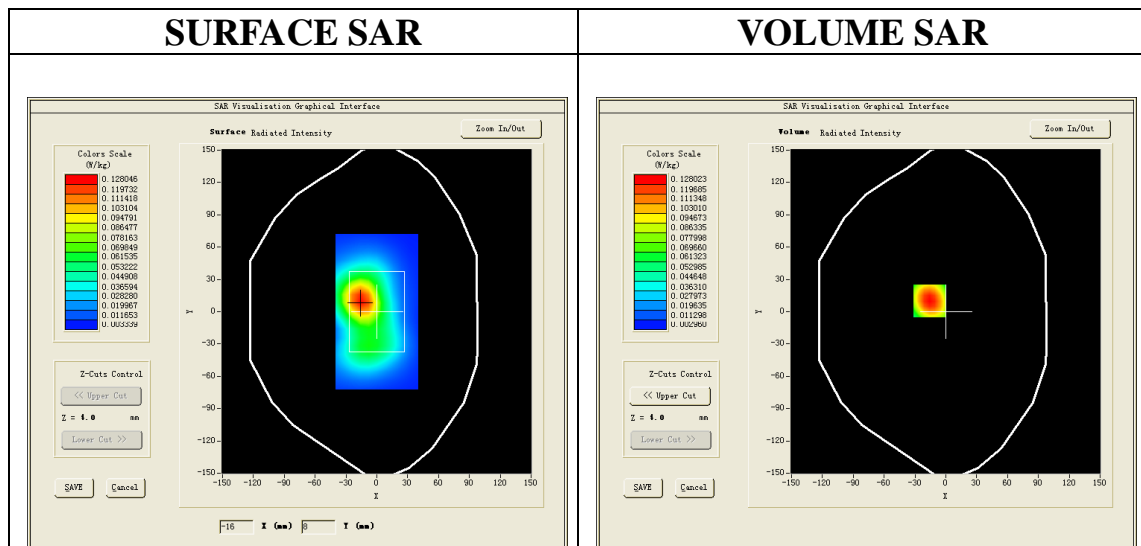 SURFACE SAR
VOLUME SAR
SAR Visualisation Graphical Interface
Surface Radiated Intensity
Zoom In/Out
Colors Scale
(W/kg)
0.128046
0.119732
0.111418
0.103104
0.094791
0.086477
0.078163
0.069849
0.061535
0.053222
0.044908
0.036594
0.028280
0.019967
0.011653
0.003339
Z-Cuts Control
<< Upper Cut
Z = 4.0 mm
Lower Cut >>
SAVE Cancel
150
120
90
60
30
0
-30
-60
-90
-120
-150
Y
-150 -120 -90 -60 -30 0 30 60 90 120 150
X
-16 X (mm) 8 Y (mm)
SAR Visualisation Graphical Interface
Volume Radiated Intensity
Zoom In/Out
Colors Scale
(W/kg)
0.128023
0.119685
0.111348
0.103010
0.094673
0.086335
0.077998
0.069660
0.061323
0.052985
0.044648
0.036310
0.027973
0.019635
0.011298
0.002960
Z-Cuts Control
<< Upper Cut
Z = 4.0 mm
Lower Cut >>
SAVE Cancel
150
120
90
60
30
0
-30
-60
-90
-120
-150
Y
-150 -120 -90 -60 -30 0 30 60 90 120 150
X